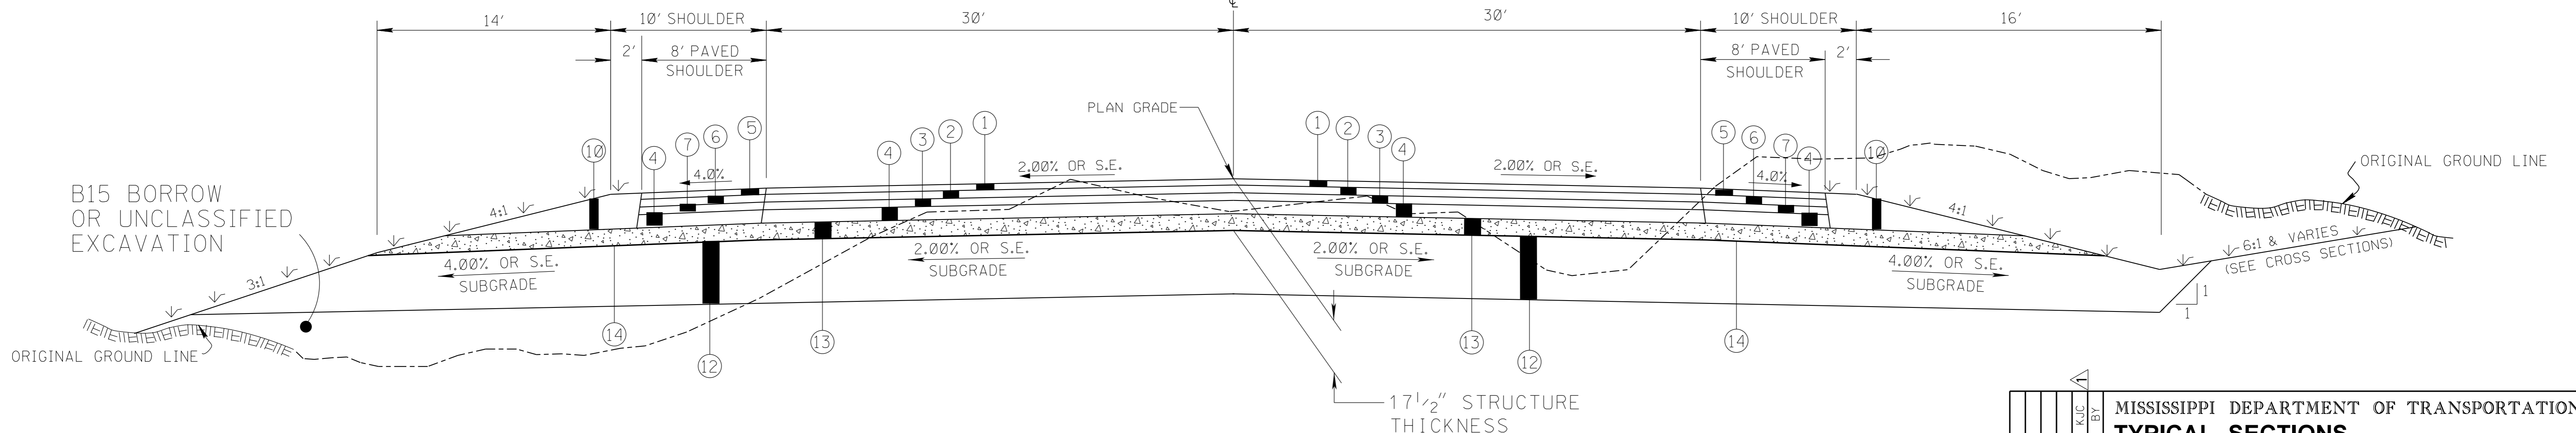 ℄
14' 10' SHOULDER 30' 30' 10' SHOULDER 16'
2' 8' PAVED SHOULDER 8' PAVED SHOULDER 2'
PLAN GRADE
10 4 7 6 5 4 3 2 1 1 2 3 4 5 6 7 4 10
4.0% 2.00% OR S.E. 2.00% OR S.E. 4.0%
ORIGINAL GROUND LINE
B15 BORROW
OR UNCLASSIFIED
EXCAVATION
4:1 4:1
3:1
4.00% OR S.E.
SUBGRADE
2.00% OR S.E.
SUBGRADE
2.00% OR S.E.
SUBGRADE
4.00% OR S.E.
SUBGRADE
6:1 & VARIES
(SEE CROSS SECTIONS)
1
1
ORIGINAL GROUND LINE
14 12 13 13 12 14
17 1/2" STRUCTURE
THICKNESS
1
KJC
BY
MISSISSIPPI DEPARTMENT OF TRANSPORTATION
TYPICAL SECTIONS